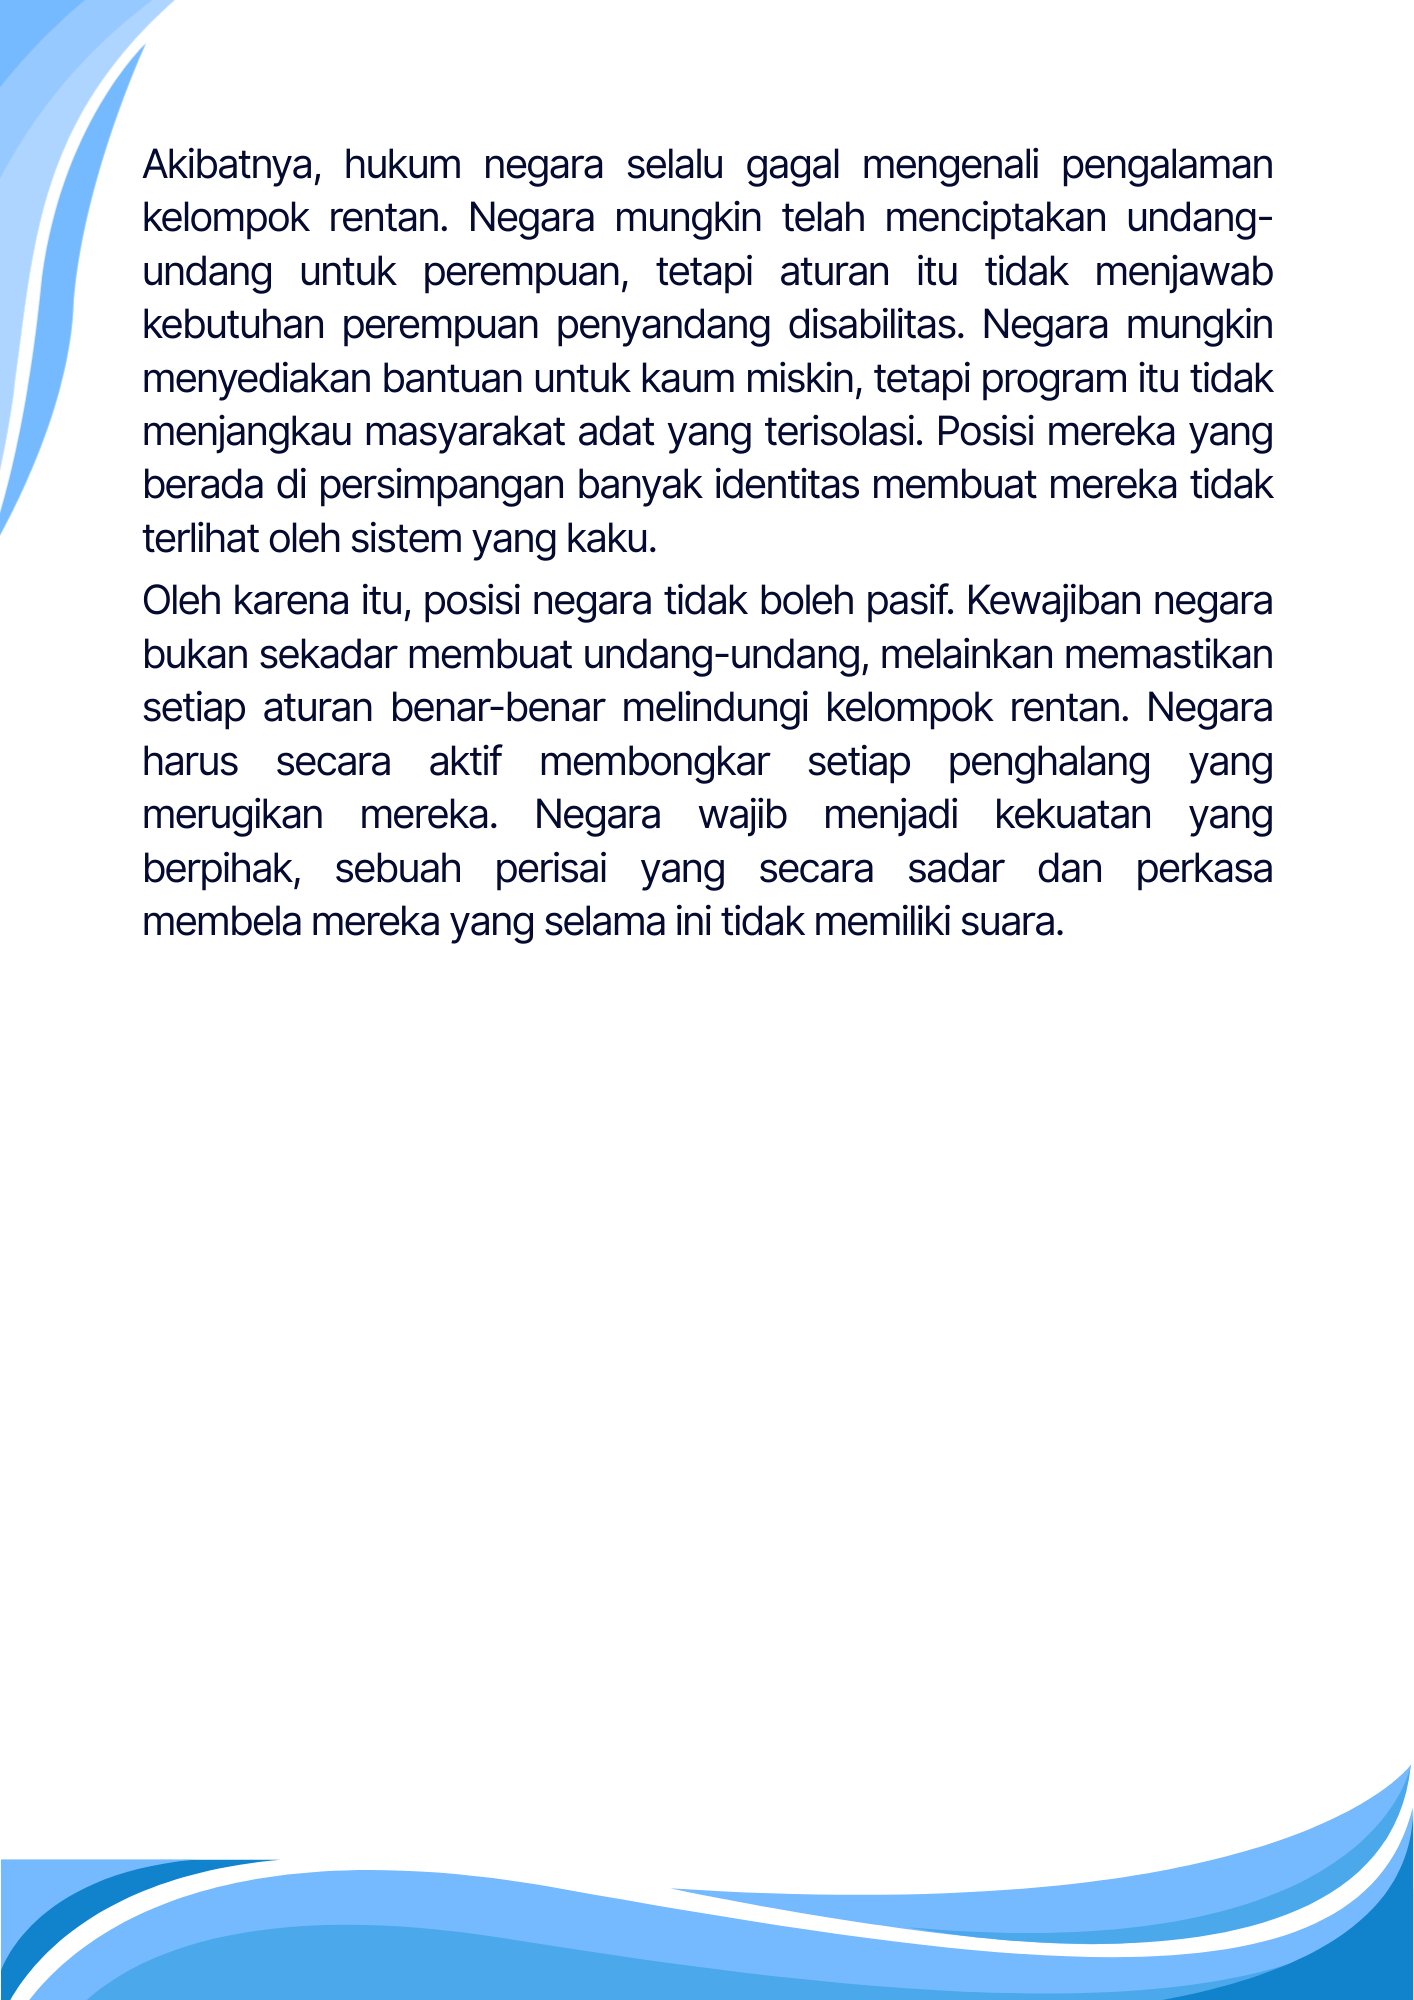 Akibatnya, hukum negara selalu gagal mengenali pengalaman
kelompok rentan. Negara mungkin telah menciptakan undang-
undang untuk perempuan, tetapi aturan itu tidak menjawab
kebutuhan perempuan penyandang disabilitas. Negara mungkin
menyediakan bantuan untuk kaum miskin, tetapi program itu tidak
menjangkau masyarakat adat yang terisolasi. Posisi mereka yang
berada di persimpangan banyak identitas membuat mereka tidak
terlihat oleh sistem yang kaku.
Oleh karena itu, posisi negara tidak boleh pasif. Kewajiban negara
bukan sekadar membuat undang-undang, melainkan memastikan
setiap aturan benar-benar melindungi kelompok rentan. Negara
harus secara aktif membongkar setiap penghalang yang
merugikan mereka. Negara wajib menjadi kekuatan yang
berpihak, sebuah perisai yang secara sadar dan perkasa
membela mereka yang selama ini tidak memiliki suara.